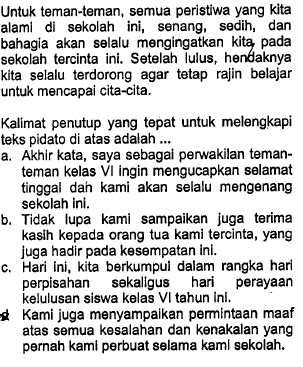 Untuk teman-teman, semua peristiwa yang kita
alami di sekolah ini, senang, sedih, dan
bahagia akan selalu mengingatkan kita pada
sekolah tercinta ini. Setelah lulus, hendaknya
kita selalu terdorong agar tetap rajin belajar
untuk mencapai cita-cita.
Kalimat penutup yang tepat untuk melengkapi
teks pidato di atas adalah ...
a. Akhir kata, saya sebagai perwakilan teman-
teman kelas VI ingin mengucapkan selamat
tinggal dan kami akan selalu mengenang
sekolah ini.
b. Tidak lupa kami sampaikan juga terima
kasih kepada orang tua kami tercinta, yang
juga hadir pada kesempatan ini.
c. Hari ini, kita berkumpul dalam rangka hari
perpisahan sekaligus hari perayaan
kelulusan siswa kelas VI tahun ini.
d. Kami juga menyampaikan permintaan maaf
atas semua kesalahan dan kenakalan yang
pernah kami perbuat selama kami sekolah.